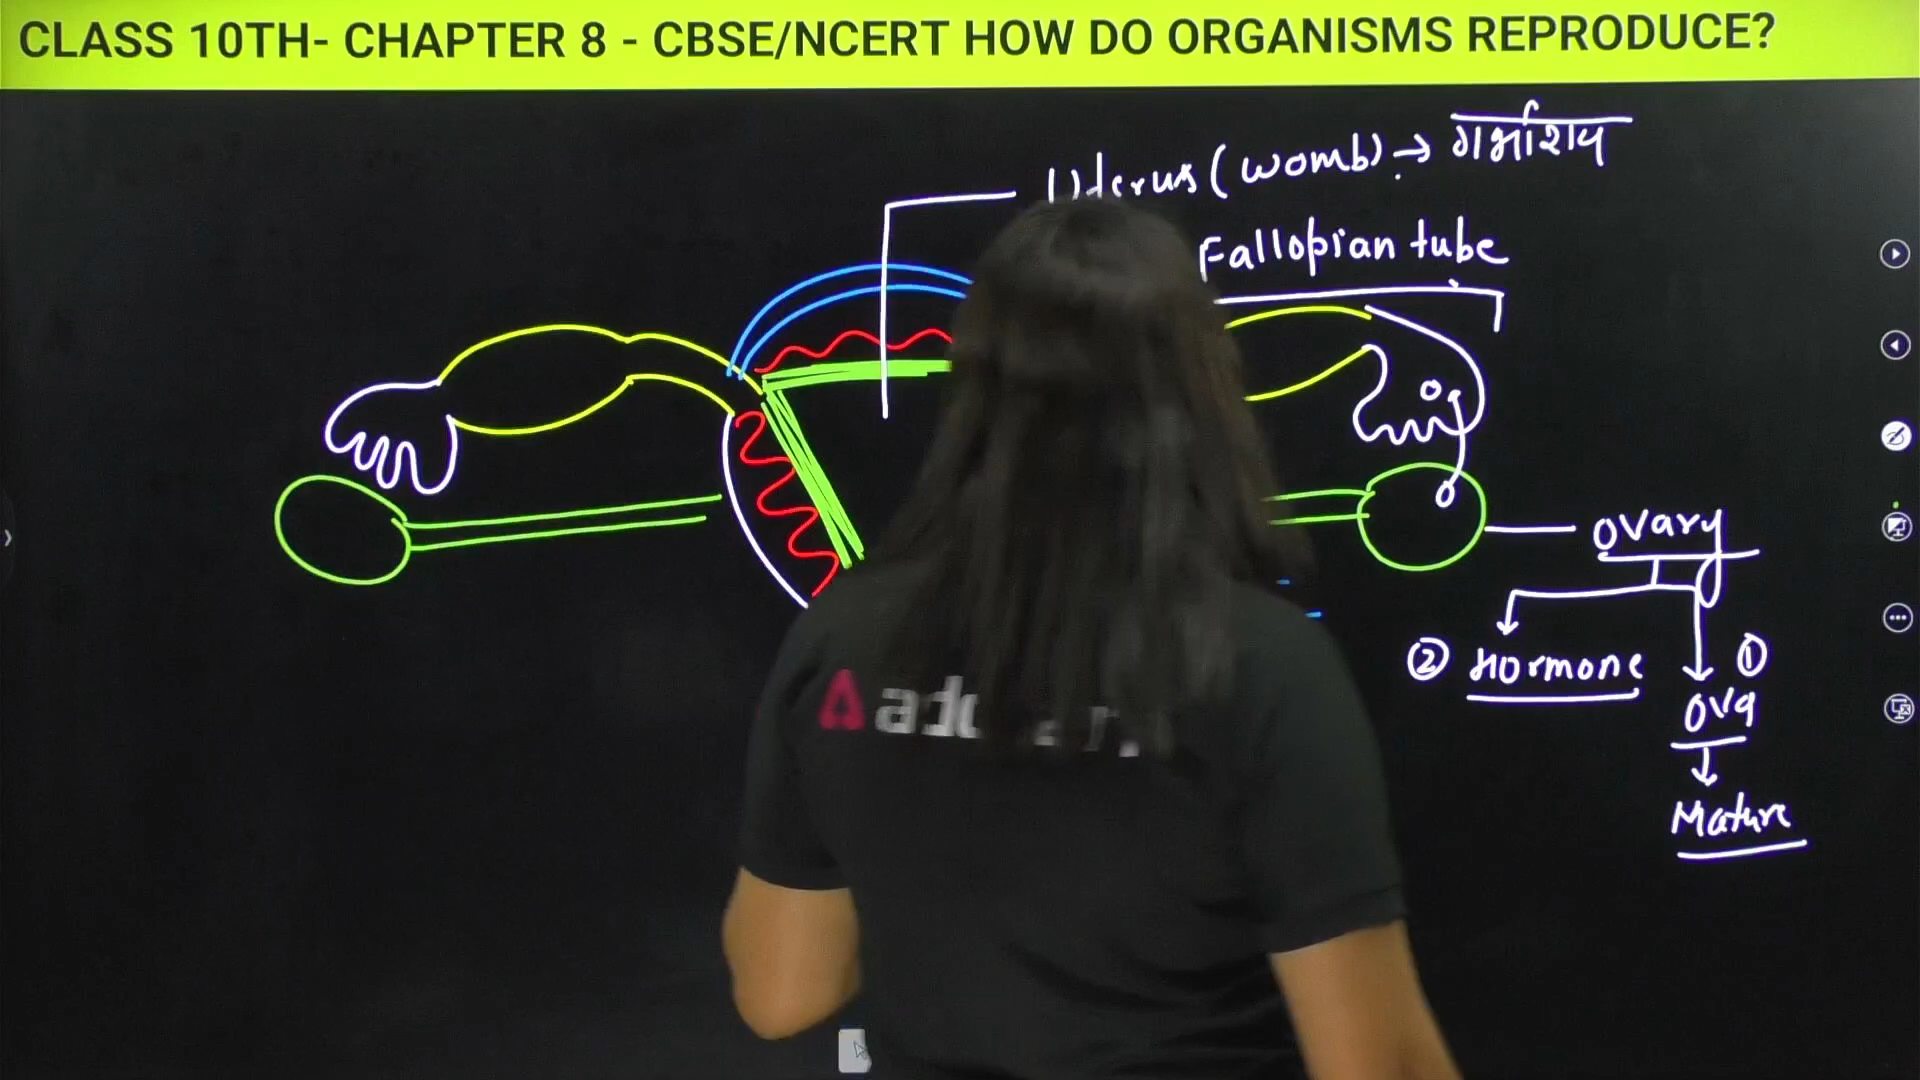 CLASS 10TH- CHAPTER 8 - CBSE/NCERT HOW DO ORGANISMS REPRODUCE?
Uterus (womb) → गर्भाशय
Fallopian tube
Ovary
② Hormone
①
Ova
Mature